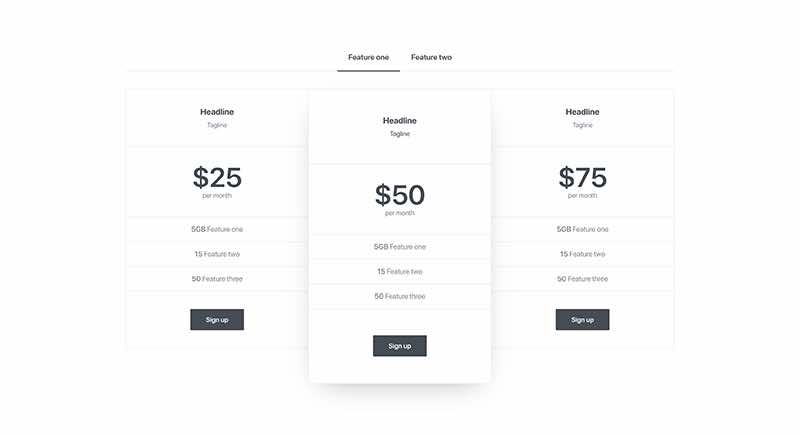 Feature one
Feature two
Headline
Tagline
$25
per month
5GB Feature one
15 Feature two
50 Feature three
Sign up
Headline
Tagline
$50
per month
5GB Feature one
15 Feature two
50 Feature three
Sign up
Headline
Tagline
$75
per month
5GB Feature one
15 Feature two
50 Feature three
Sign up